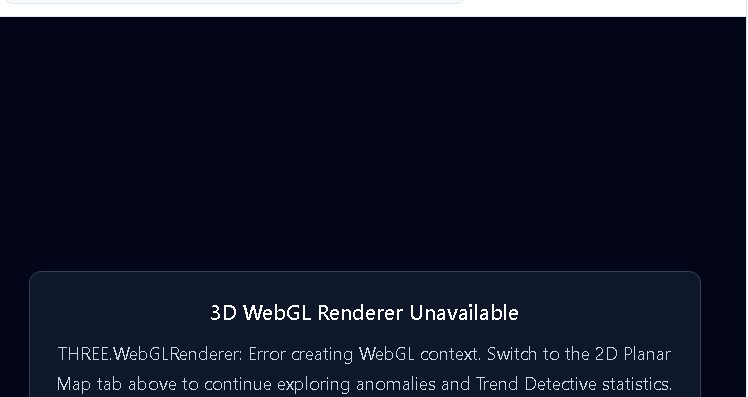 3D WebGL Renderer Unavailable
THREE.WebGLRenderer: Error creating WebGL context. Switch to the 2D Planar
Map tab above to continue exploring anomalies and Trend Detective statistics.